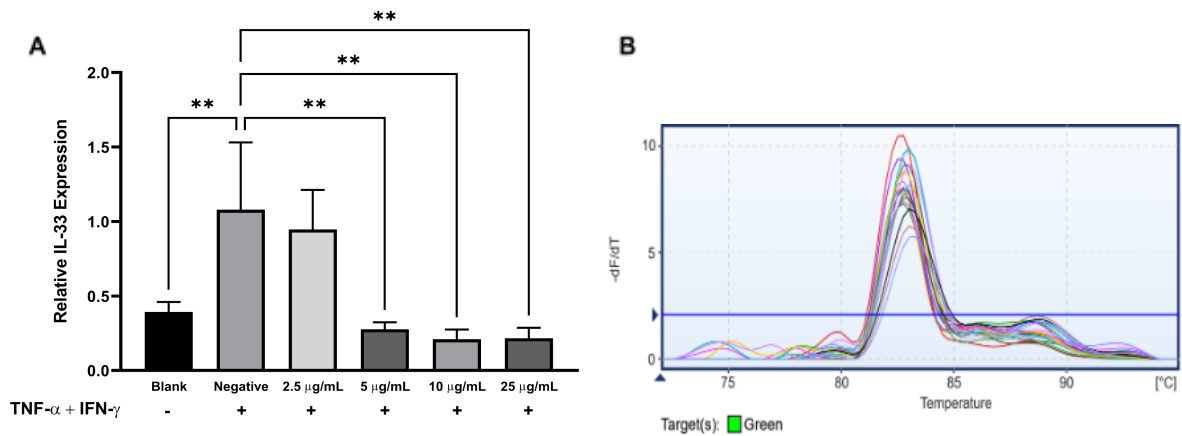 A
B
**
**
**
**
Relative IL-33 Expression
2.0
1.5
1.0
0.5
0.0
Blank Negative 2.5 μg/mL 5 μg/mL 10 μg/mL 25 μg/mL
TNF-α + IFN-γ - + + + + +
-dF/dT
10
5
0
75 80 85 90 [°C]
Temperature
Target(s): Green